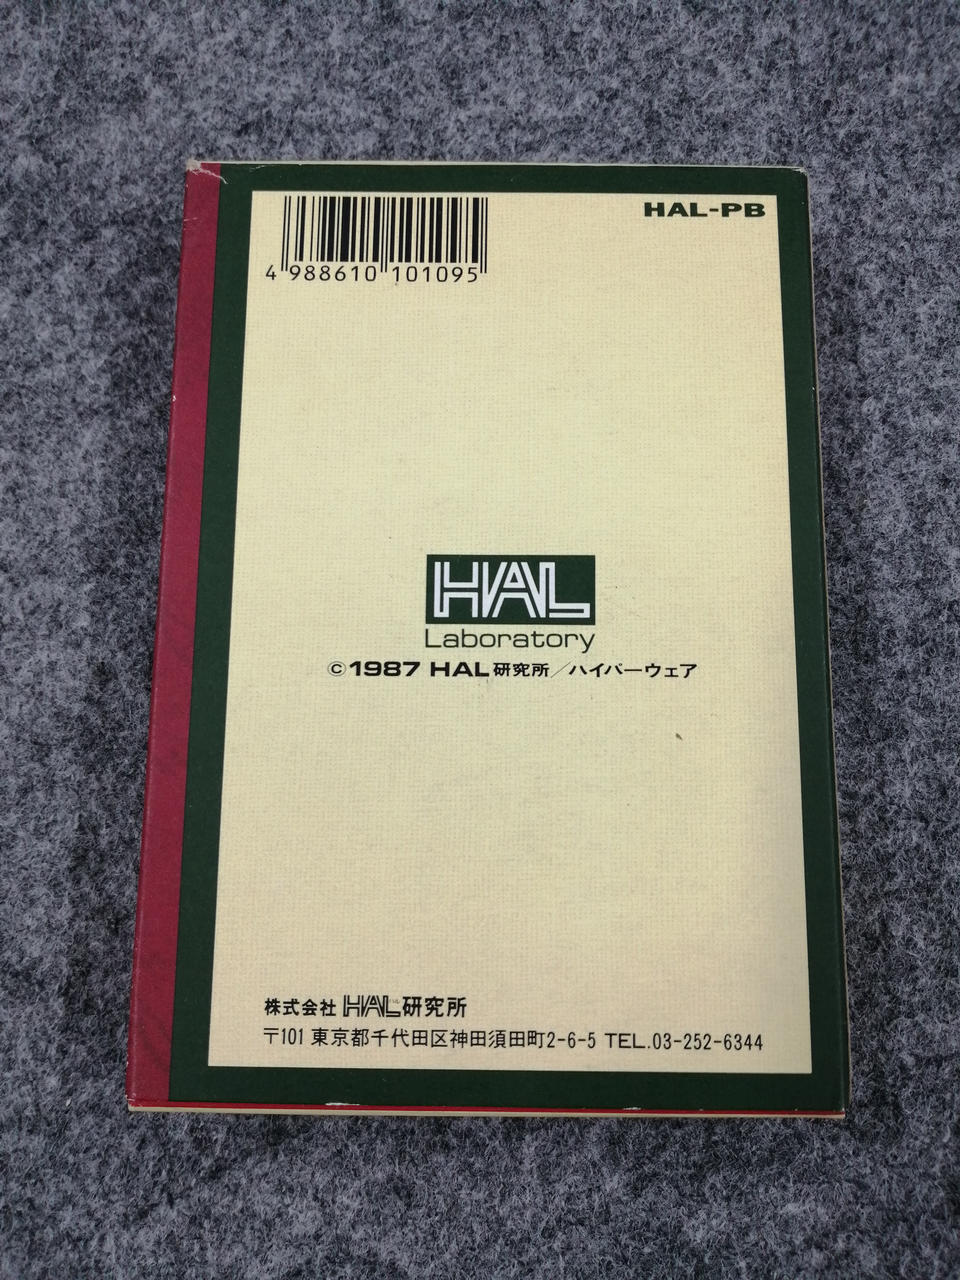 HAL-PB
4 988610 101095
HAL
Laboratory
©1987 HAL研究所/ハイパーウェア
株式会社 HAL研究所
〒101 東京都千代田区神田須田町2-6-5 TEL.03-252-6344